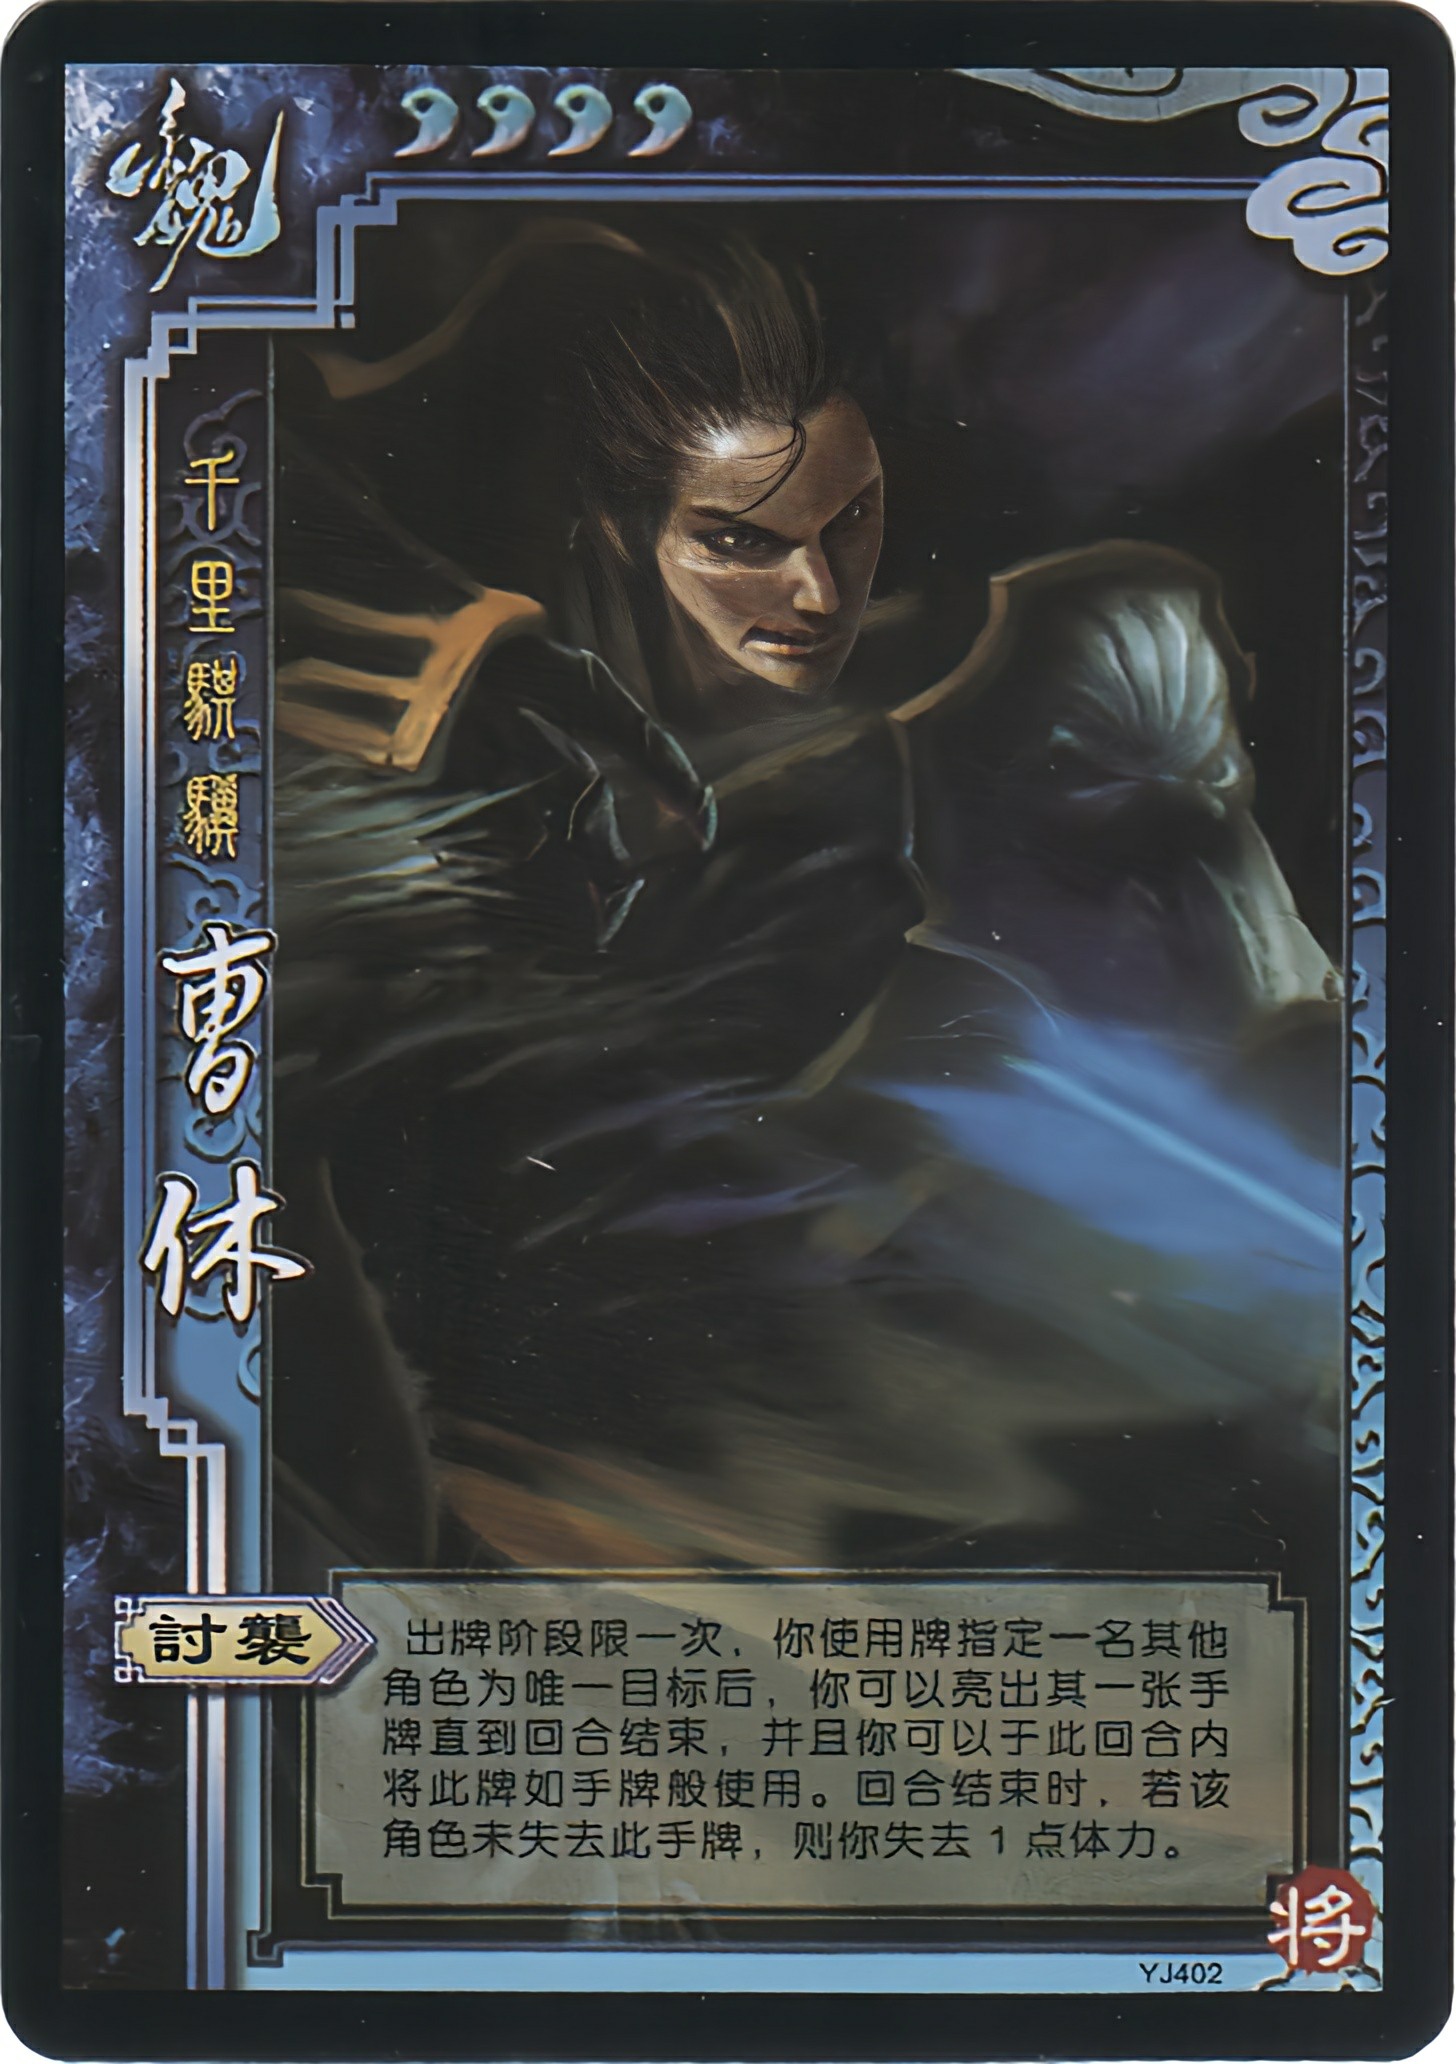 魏
千里騏驥
曹休
討襲
出牌阶段限一次，你使用牌指定一名其他
角色为唯一目标后，你可以亮出其一张手
牌直到回合结束，并且你可以于此回合内
将此牌如手牌般使用。回合结束时，若该
角色未失去此手牌，则你失去1点体力。
将
YJ402